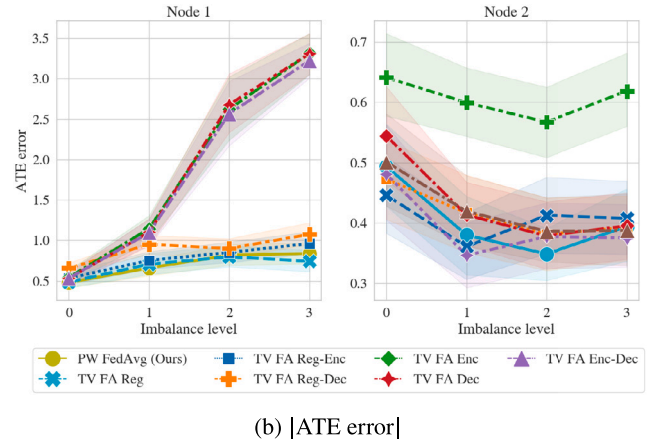 Node 1
Node 2
ATE error
3.5
3.0
2.5
2.0
1.5
1.0
0.5
0 1 2 3
Imbalance level
0.7
0.6
0.5
0.4
0.3
0 1 2 3
Imbalance level
PW FedAvg (Ours) TV FA Reg-Enc TV FA Enc TV FA Enc-Dec
TV FA Reg TV FA Reg-Dec TV FA Dec
(b) |ATE error|